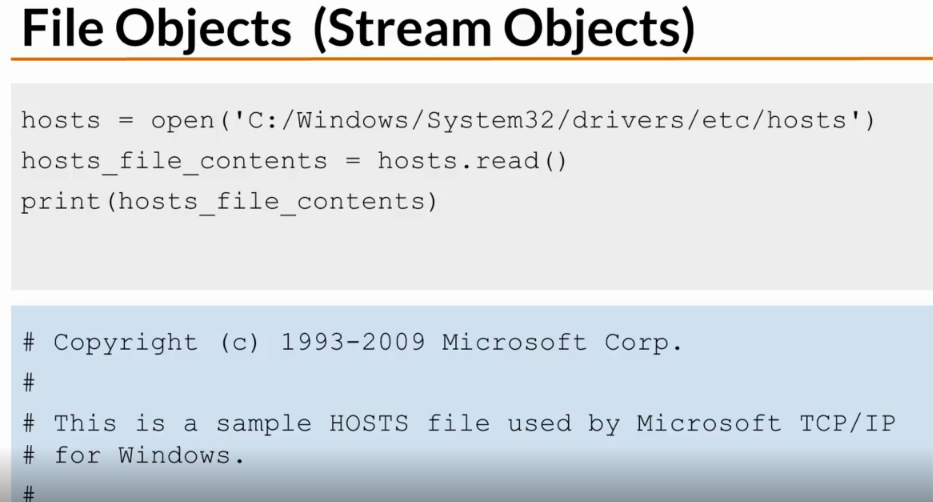 File Objects (Stream Objects)
hosts = open('C:/Windows/System32/drivers/etc/hosts')
hosts_file_contents = hosts.read()
print(hosts_file_contents)
# Copyright (c) 1993-2009 Microsoft Corp.
#
# This is a sample HOSTS file used by Microsoft TCP/IP
# for Windows.
#